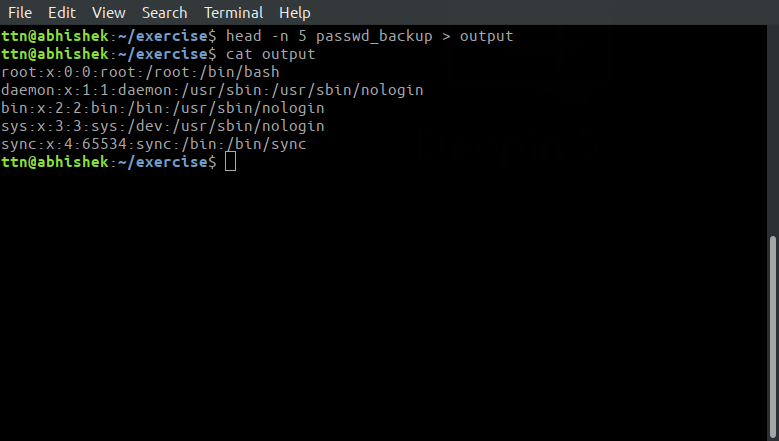 File Edit View Search Terminal Help
ttn@abhishek:~/exercise$ head -n 5 passwd_backup > output
ttn@abhishek:~/exercise$ cat output
root:x:0:0:root:/root:/bin/bash
daemon:x:1:1:daemon:/usr/sbin:/usr/sbin/nologin
bin:x:2:2:bin:/bin:/usr/sbin/nologin
sys:x:3:3:sys:/dev:/usr/sbin/nologin
sync:x:4:65534:sync:/bin:/bin/sync
ttn@abhishek:~/exercise$